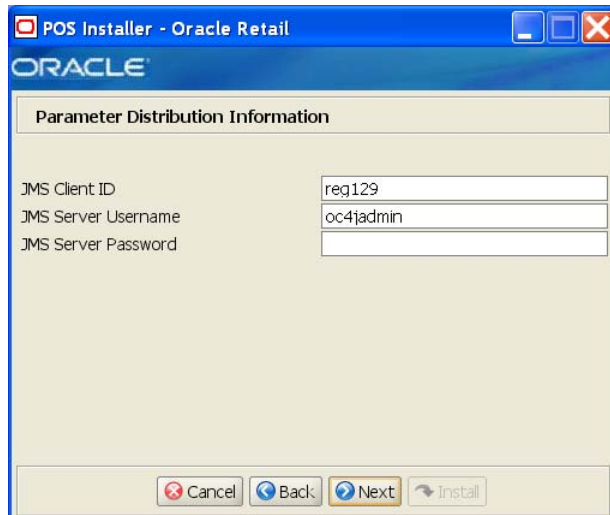 POS Installer - Oracle Retail
ORACLE
Parameter Distribution Information
JMS Client ID reg129
JMS Server Username oc4jadmin
JMS Server Password
Cancel Back Next Install